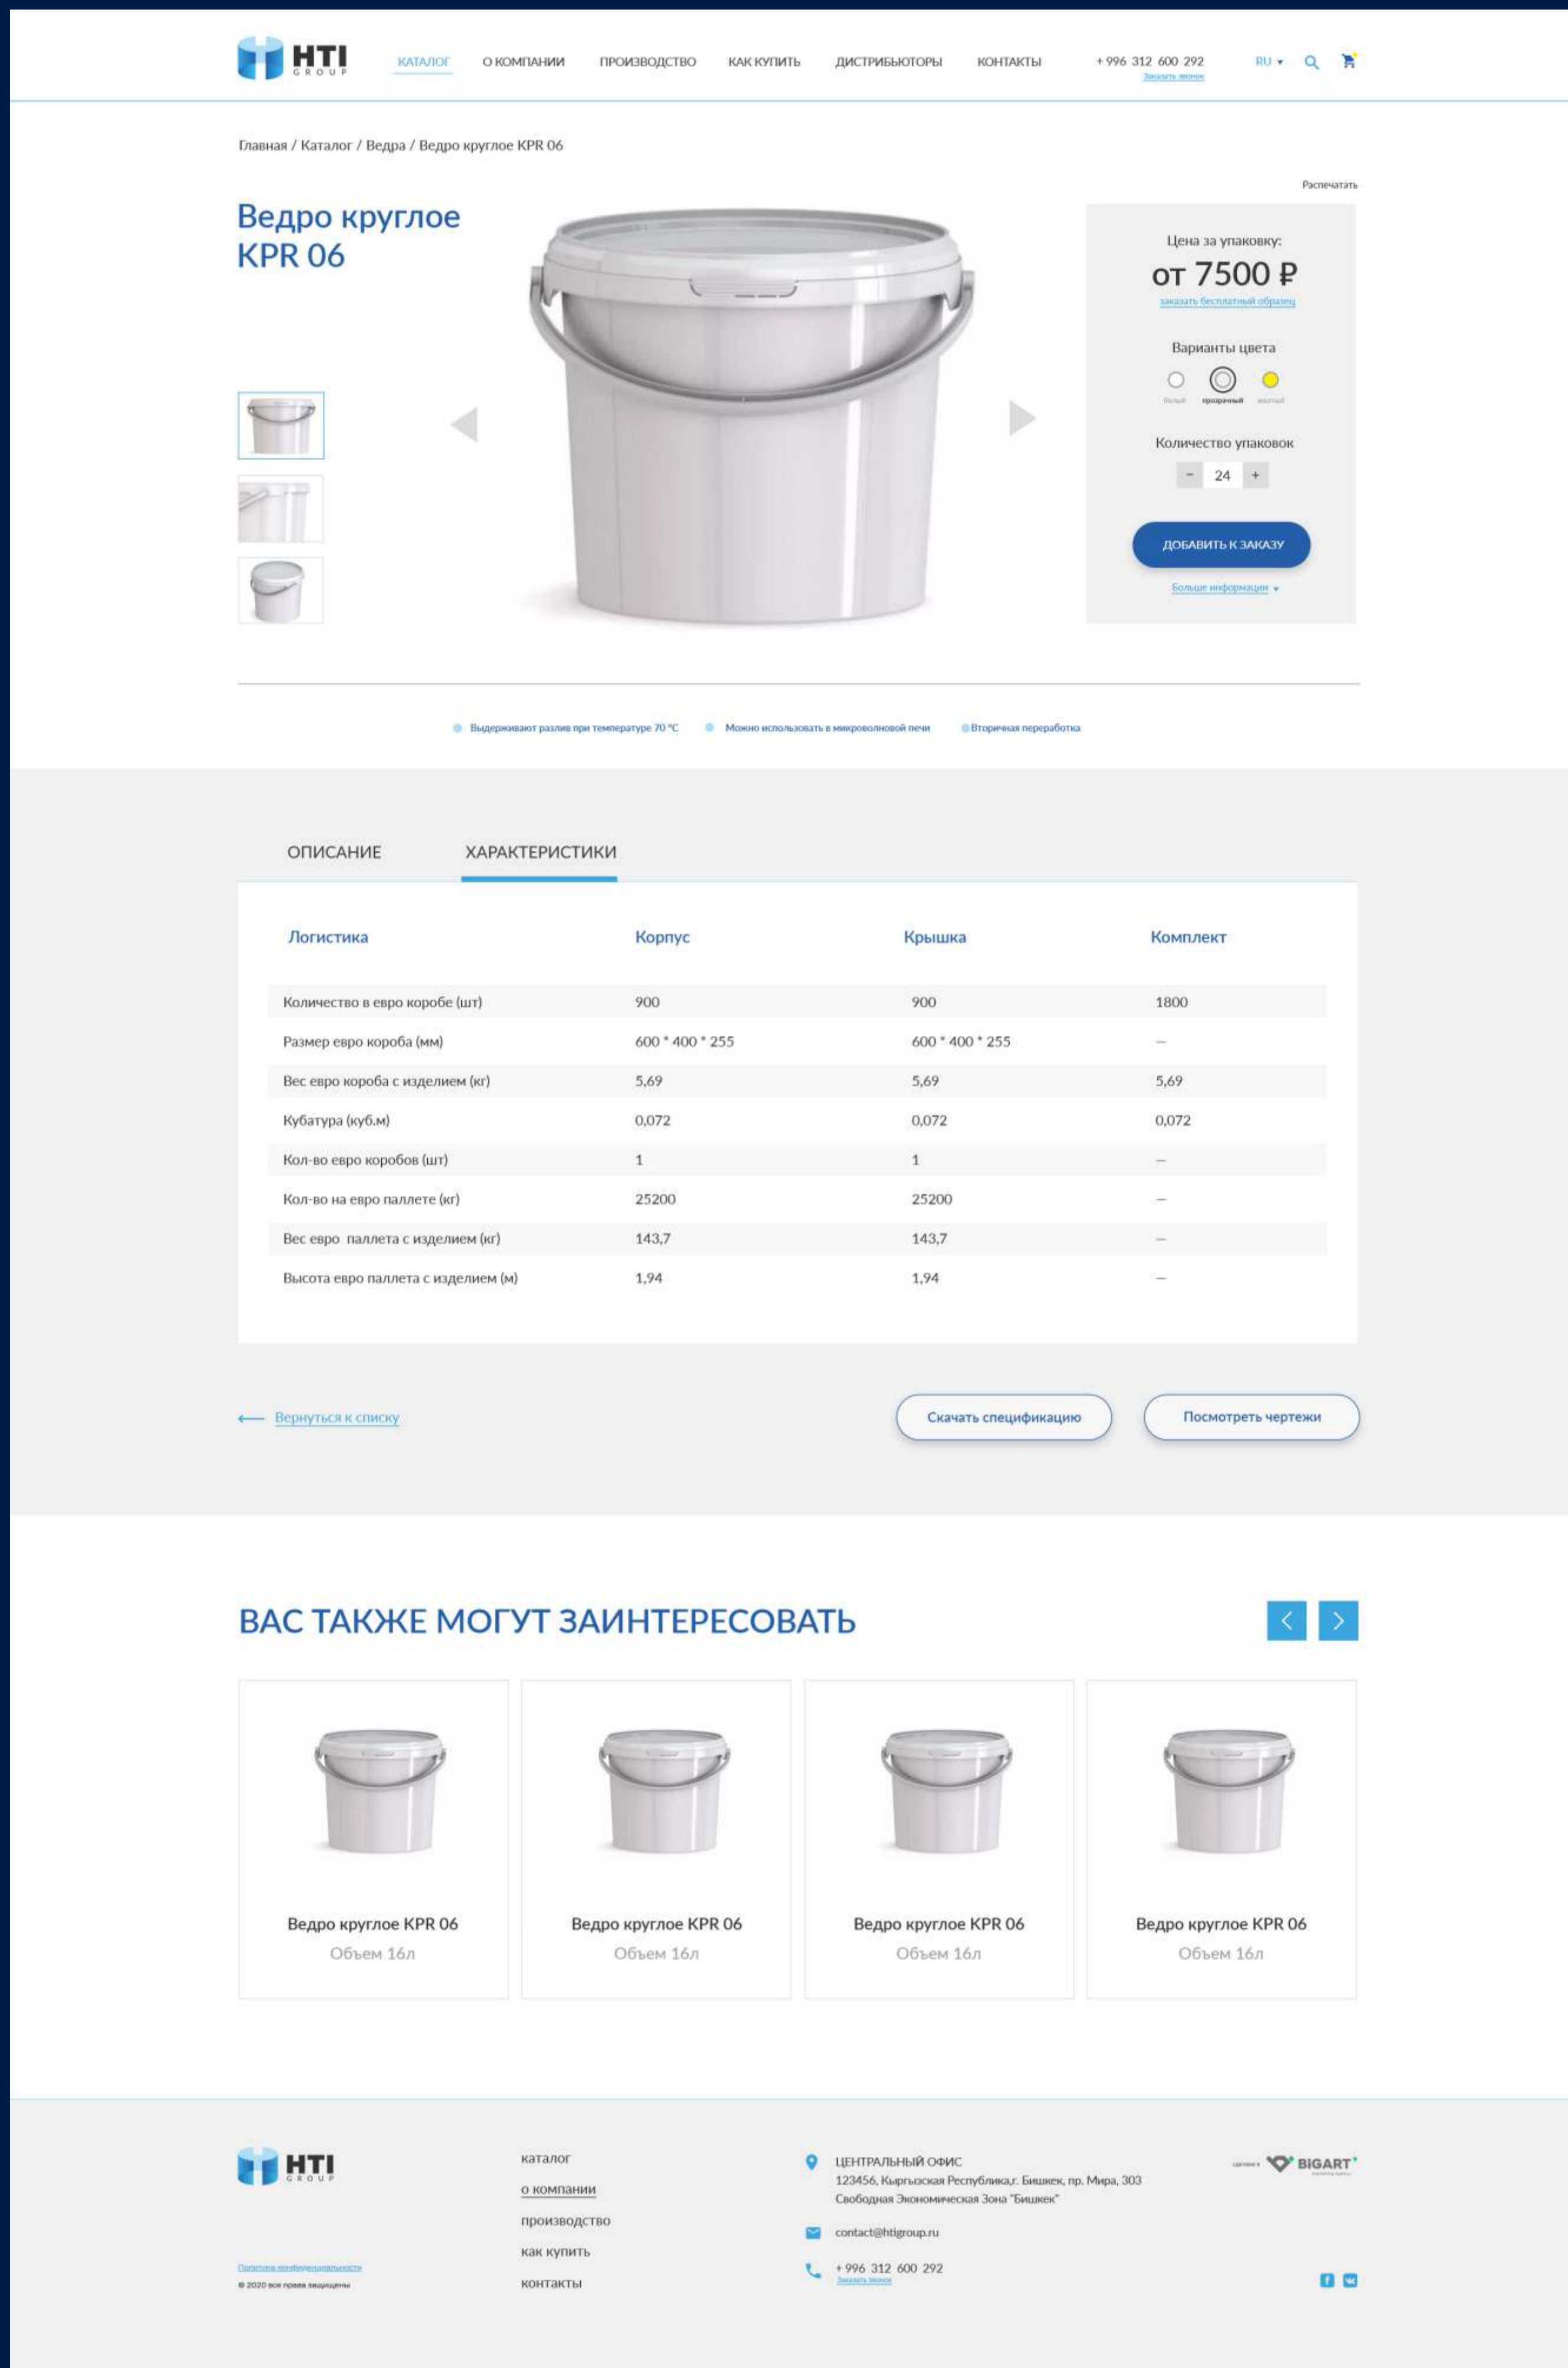 HTI
GROUP
КАТАЛОГ
О КОМПАНИИ
ПРОИЗВОДСТВО
КАК КУПИТЬ
ДИСТРИБЬЮТОРЫ
КОНТАКТЫ
+ 996 312 600 292
Заказать звонок
RU
Главная / Каталог / Ведра / Ведро круглое KPR 06
Распечатать
Ведро круглое
KPR 06
Цена за упаковку:
от 7500 ₽
заказать бесплатный образец
Варианты цвета
белый прозрачный желтый
Количество упаковок
- 24 +
ДОБАВИТЬ К ЗАКАЗУ
Больше информации
Выдерживают разлив при температуре 70 °C
Можно использовать в микроволновой печи
Вторичная переработка
ОПИСАНИЕ
ХАРАКТЕРИСТИКИ
Логистика Корпус Крышка Комплект
Количество в евро коробе (шт) 900 900 1800
Размер евро короба (мм) 600 * 400 * 255 600 * 400 * 255 —
Вес евро короба с изделием (кг) 5,69 5,69 5,69
Кубатура (куб.м) 0,072 0,072 0,072
Кол-во евро коробов (шт) 1 1 —
Кол-во на евро паллете (кг) 25200 25200 —
Вес евро паллета с изделием (кг) 143,7 143,7 —
Высота евро паллета с изделием (м) 1,94 1,94 —
Вернуться к списку
Скачать спецификацию
Посмотреть чертежи
ВАС ТАКЖЕ МОГУТ ЗАИНТЕРЕСОВАТЬ
Ведро круглое KPR 06
Объем 16л
Ведро круглое KPR 06
Объем 16л
Ведро круглое KPR 06
Объем 16л
Ведро круглое KPR 06
Объем 16л
HTI
GROUP
Политика конфиденциальности
© 2020 все права защищены
каталог
о компании
производство
как купить
контакты
ЦЕНТРАЛЬНЫЙ ОФИС
123456, Кыргызская Республика,г. Бишкек, пр. Мира, 303
Свободная Экономическая Зона "Бишкек"
contact@htigroup.ru
+ 996 312 600 292
Заказать звонок
BIGART